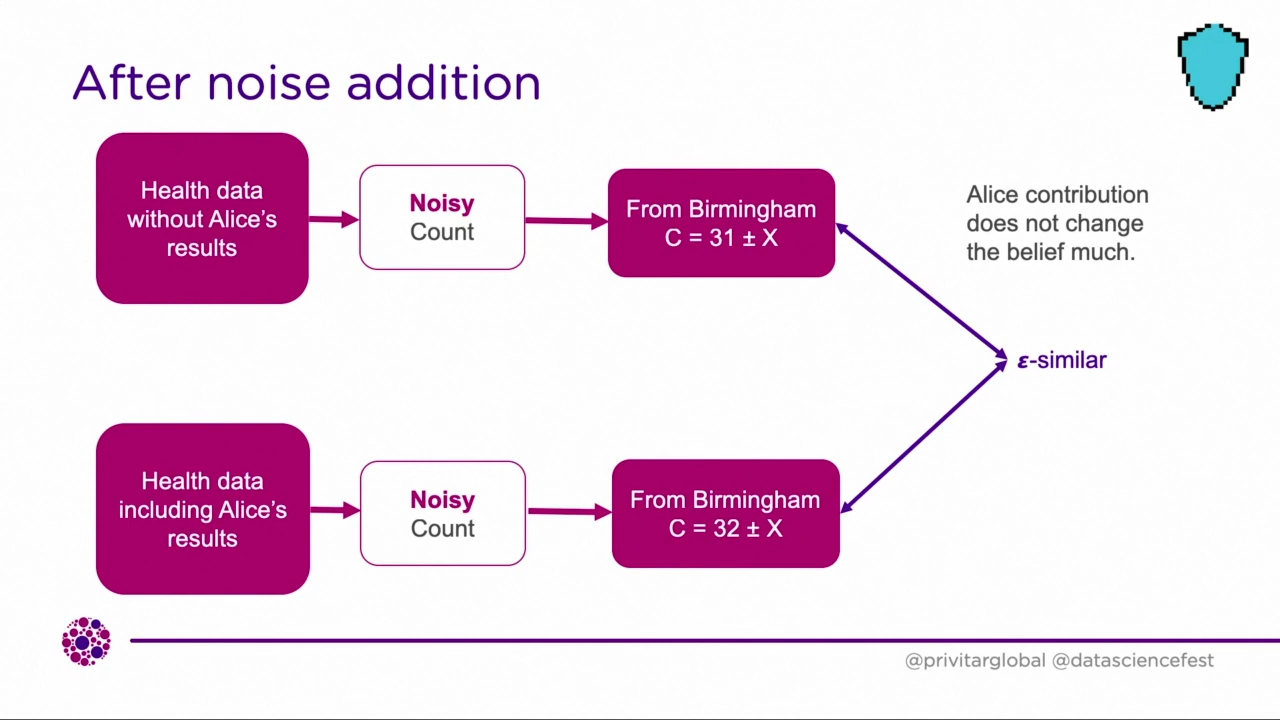 After noise addition
Health data
without Alice's
results
Noisy
Count
From Birmingham
C = 31 ± X
Alice contribution
does not change
the belief much.
ε-similar
Health data
including Alice's
results
Noisy
Count
From Birmingham
C = 32 ± X
@privitarglobal @datasciencefest